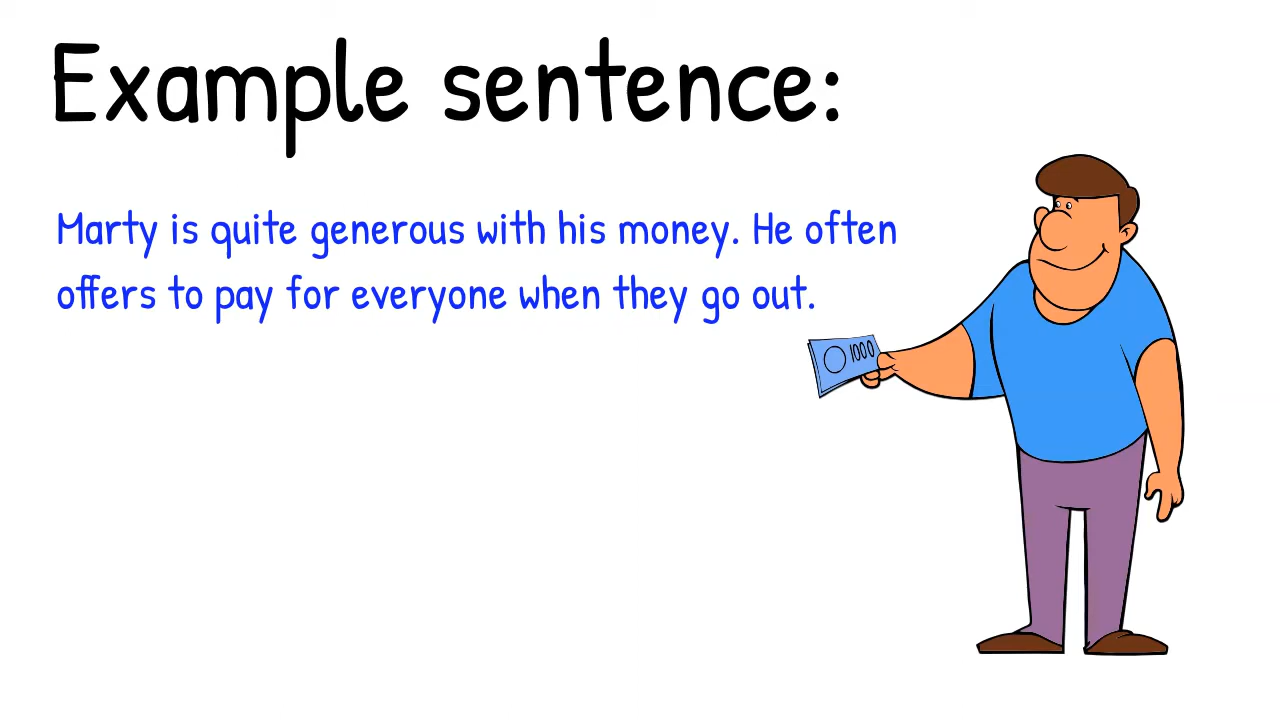 Example sentence:
Marty is quite generous with his money. He often
offers to pay for everyone when they go out.
1000